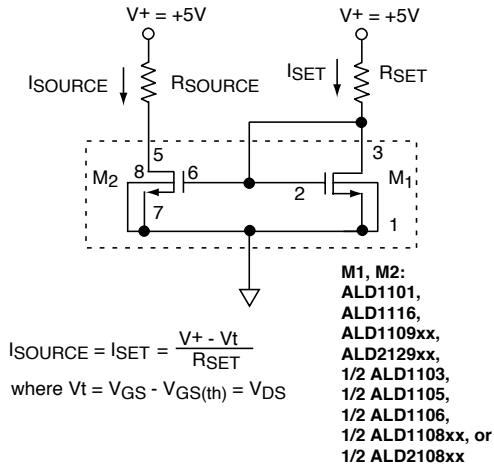 V+ = +5V
V+ = +5V
ISOURCE
RSOURCE
ISET
RSET
5
3
M2
8
6
2
M1
7
1
M1, M2:
ALD1101,
ALD1116,
ALD1109xx,
ALD2129xx,
1/2 ALD1103,
1/2 ALD1105,
1/2 ALD1106,
1/2 ALD1108xx, or
1/2 ALD2108xx
ISOURCE = ISET = V+ - Vt
RSET
where Vt = VGS - VGS(th) = VDS